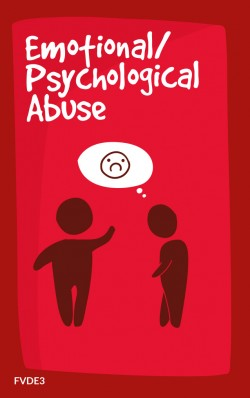 Emotional/
Psychological
Abuse
FVDE3